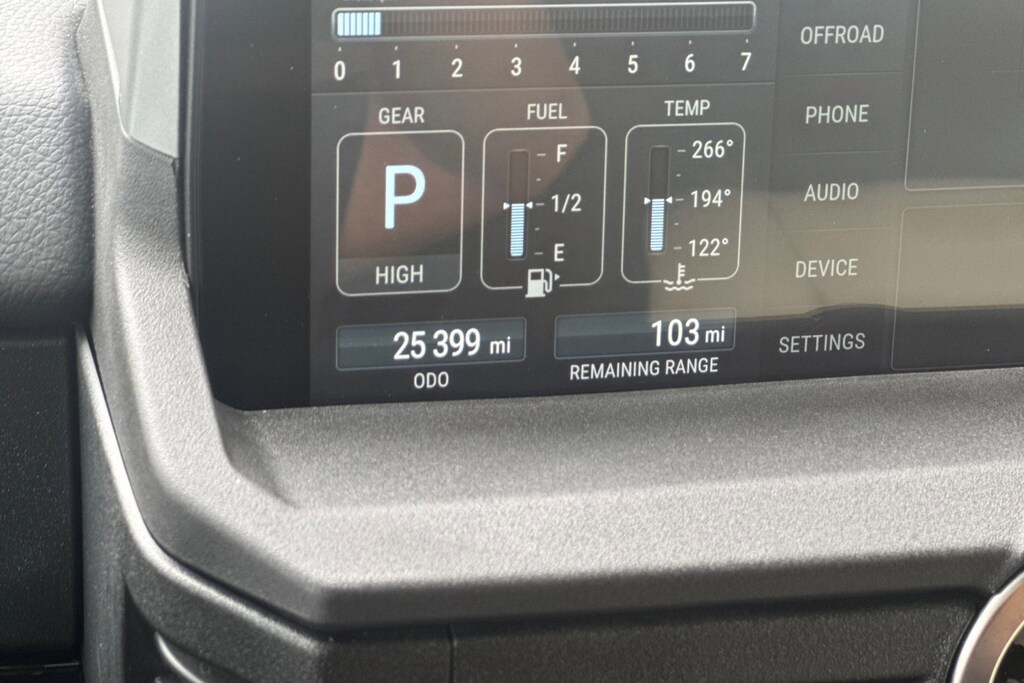 0 1 2 3 4 5 6 7
OFFROAD
GEAR FUEL TEMP
PHONE
P
HIGH
F
1/2
E
266°
194°
122°
AUDIO
DEVICE
25 399 mi
ODO
103 mi
REMAINING RANGE
SETTINGS